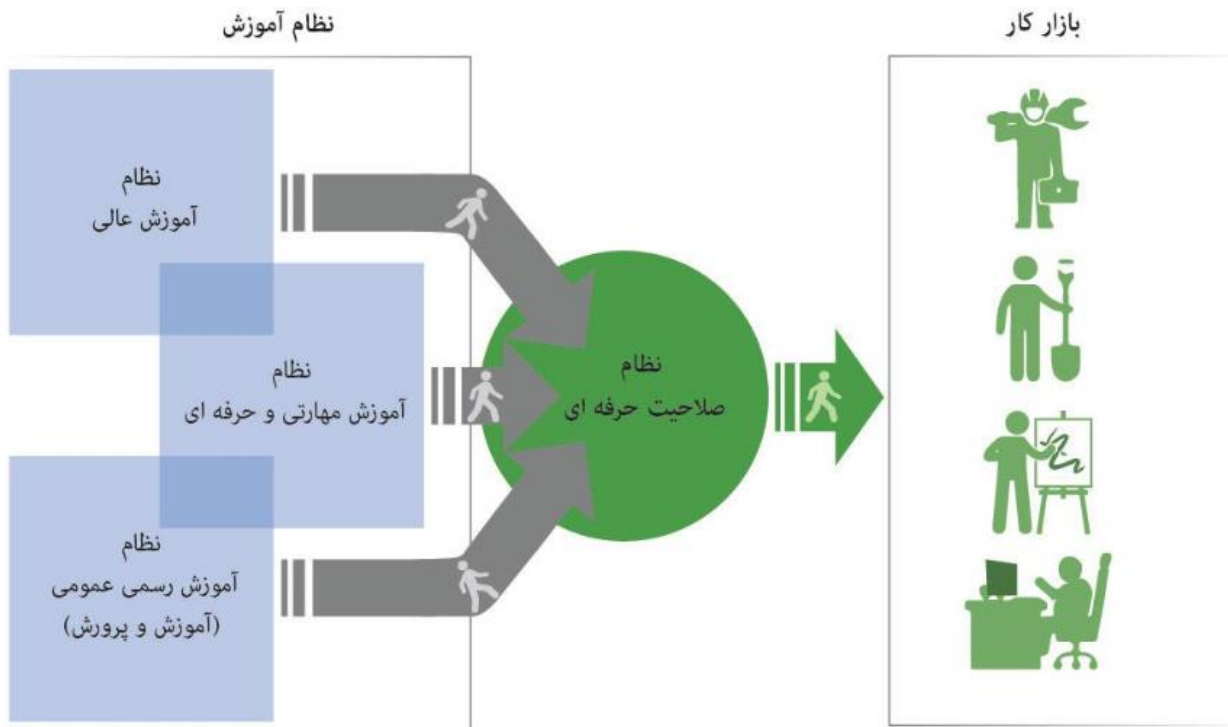 بازار کار
نظام آموزش
نظام
آموزش عالی
نظام
آموزش مهارتی و حرفه ای
نظام
آموزش رسمی عمومی
(آموزش و پرورش)
نظام
صلاحیت حرفه ای